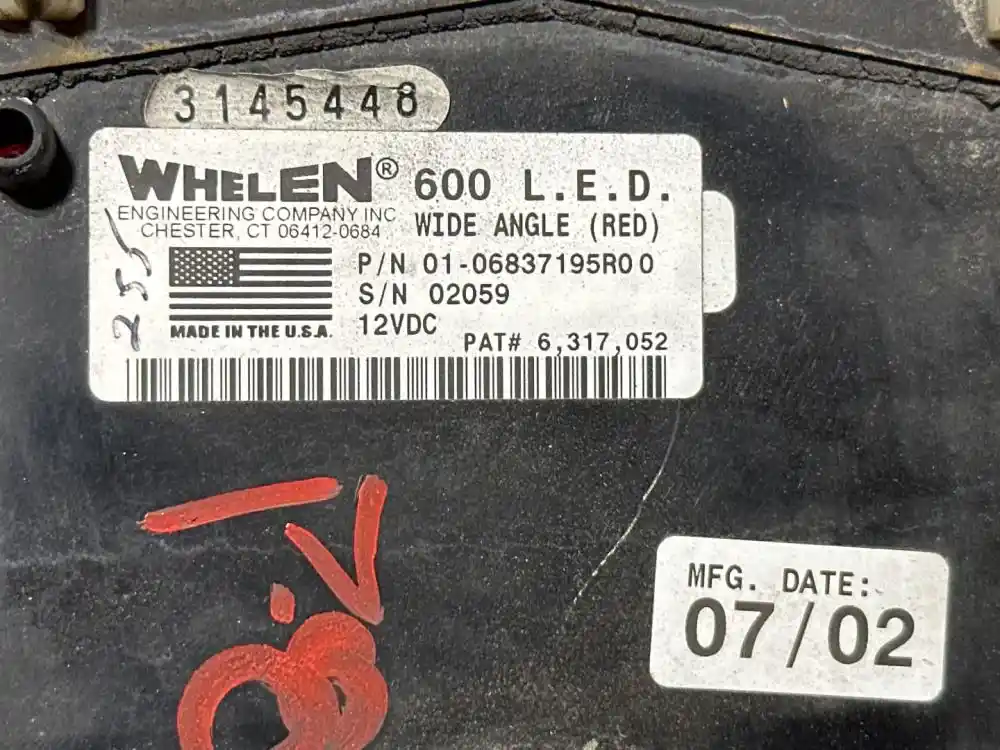 3145448
WHELEN® 600 L.E.D.
ENGINEERING COMPANY INC
CHESTER, CT 06412-0684
WIDE ANGLE (RED)
P/N 01-06837195R00
S/N 02059
12VDC
MADE IN THE U.S.A.
PAT# 6,317,052
255
MFG. DATE:
07/02